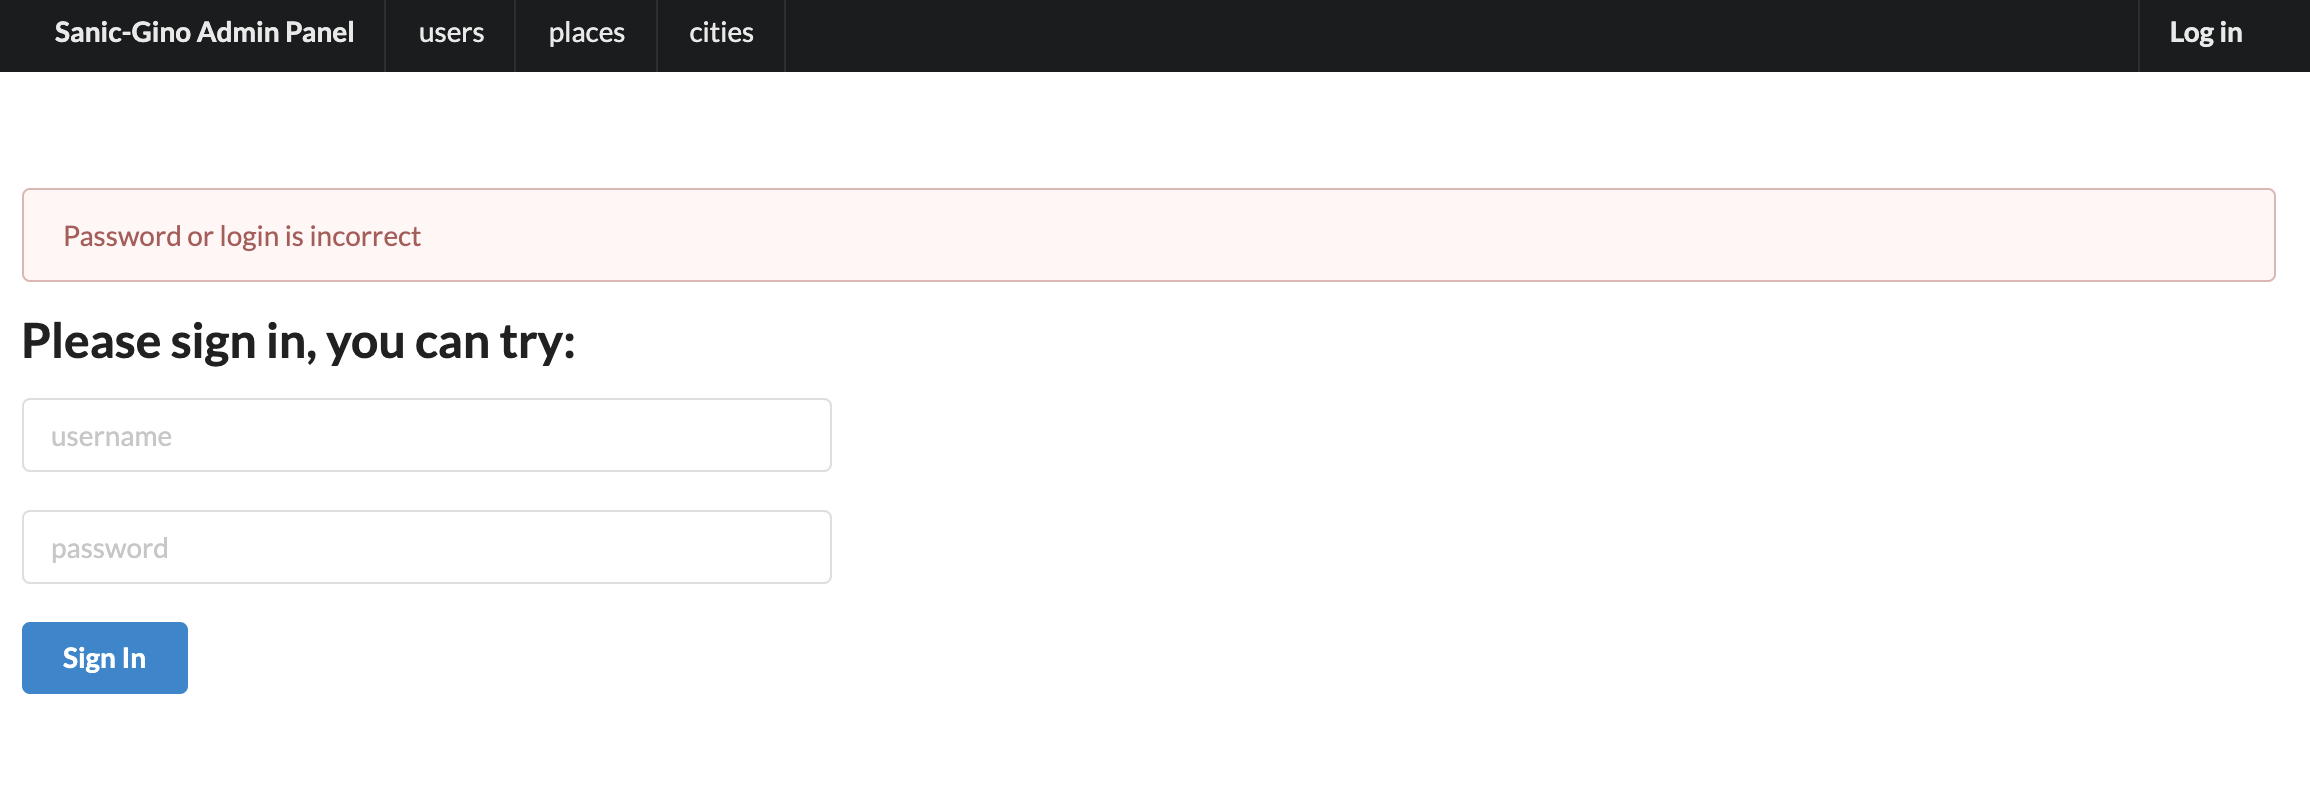 Sanic-Gino Admin Panel users places cities Log in
Password or login is incorrect
Please sign in, you can try:
username
password
Sign In